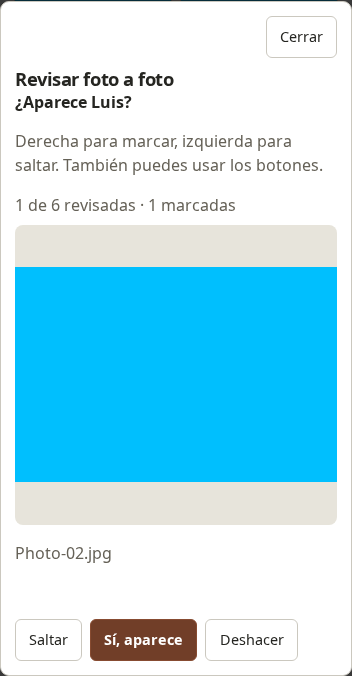 Cerrar
Revisar foto a foto
¿Aparece Luis?
Derecha para marcar, izquierda para
saltar. También puedes usar los botones.
1 de 6 revisadas · 1 marcadas
Photo-02.jpg
Saltar
Sí, aparece
Deshacer